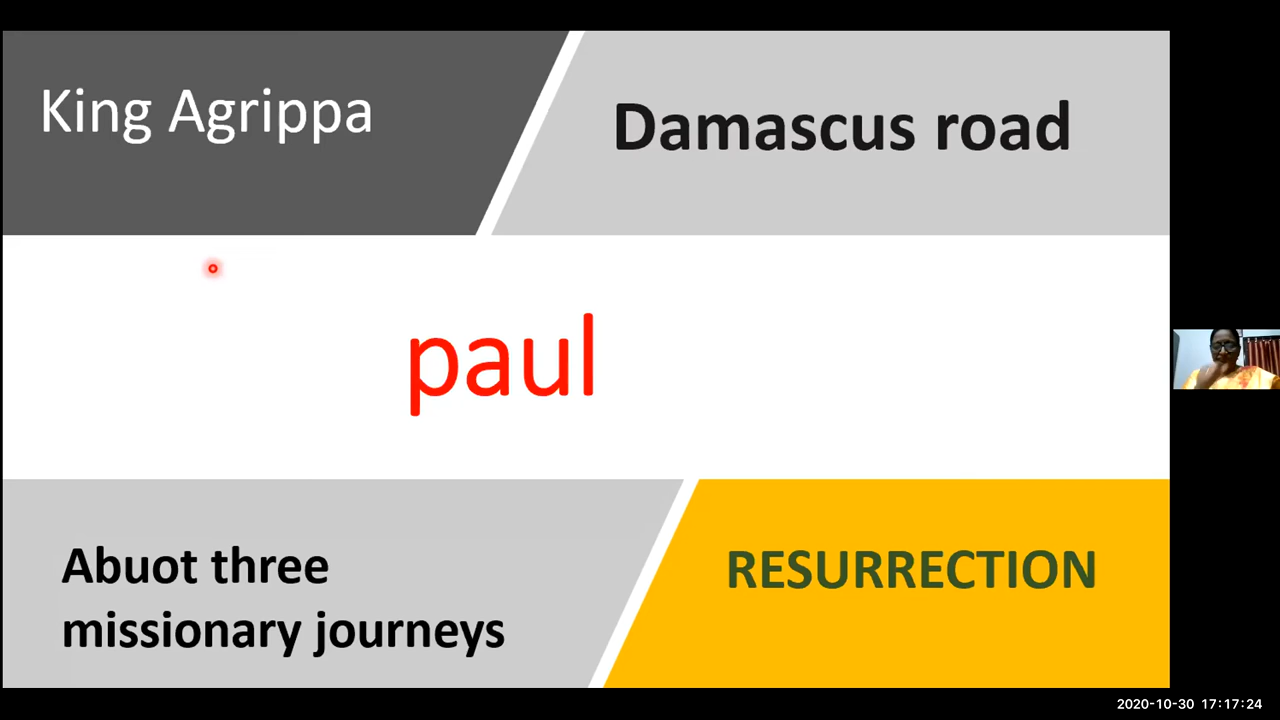 King Agrippa
Damascus road
paul
Abuot three
missionary journeys
RESURRECTION
2020-10-30 17:17:24